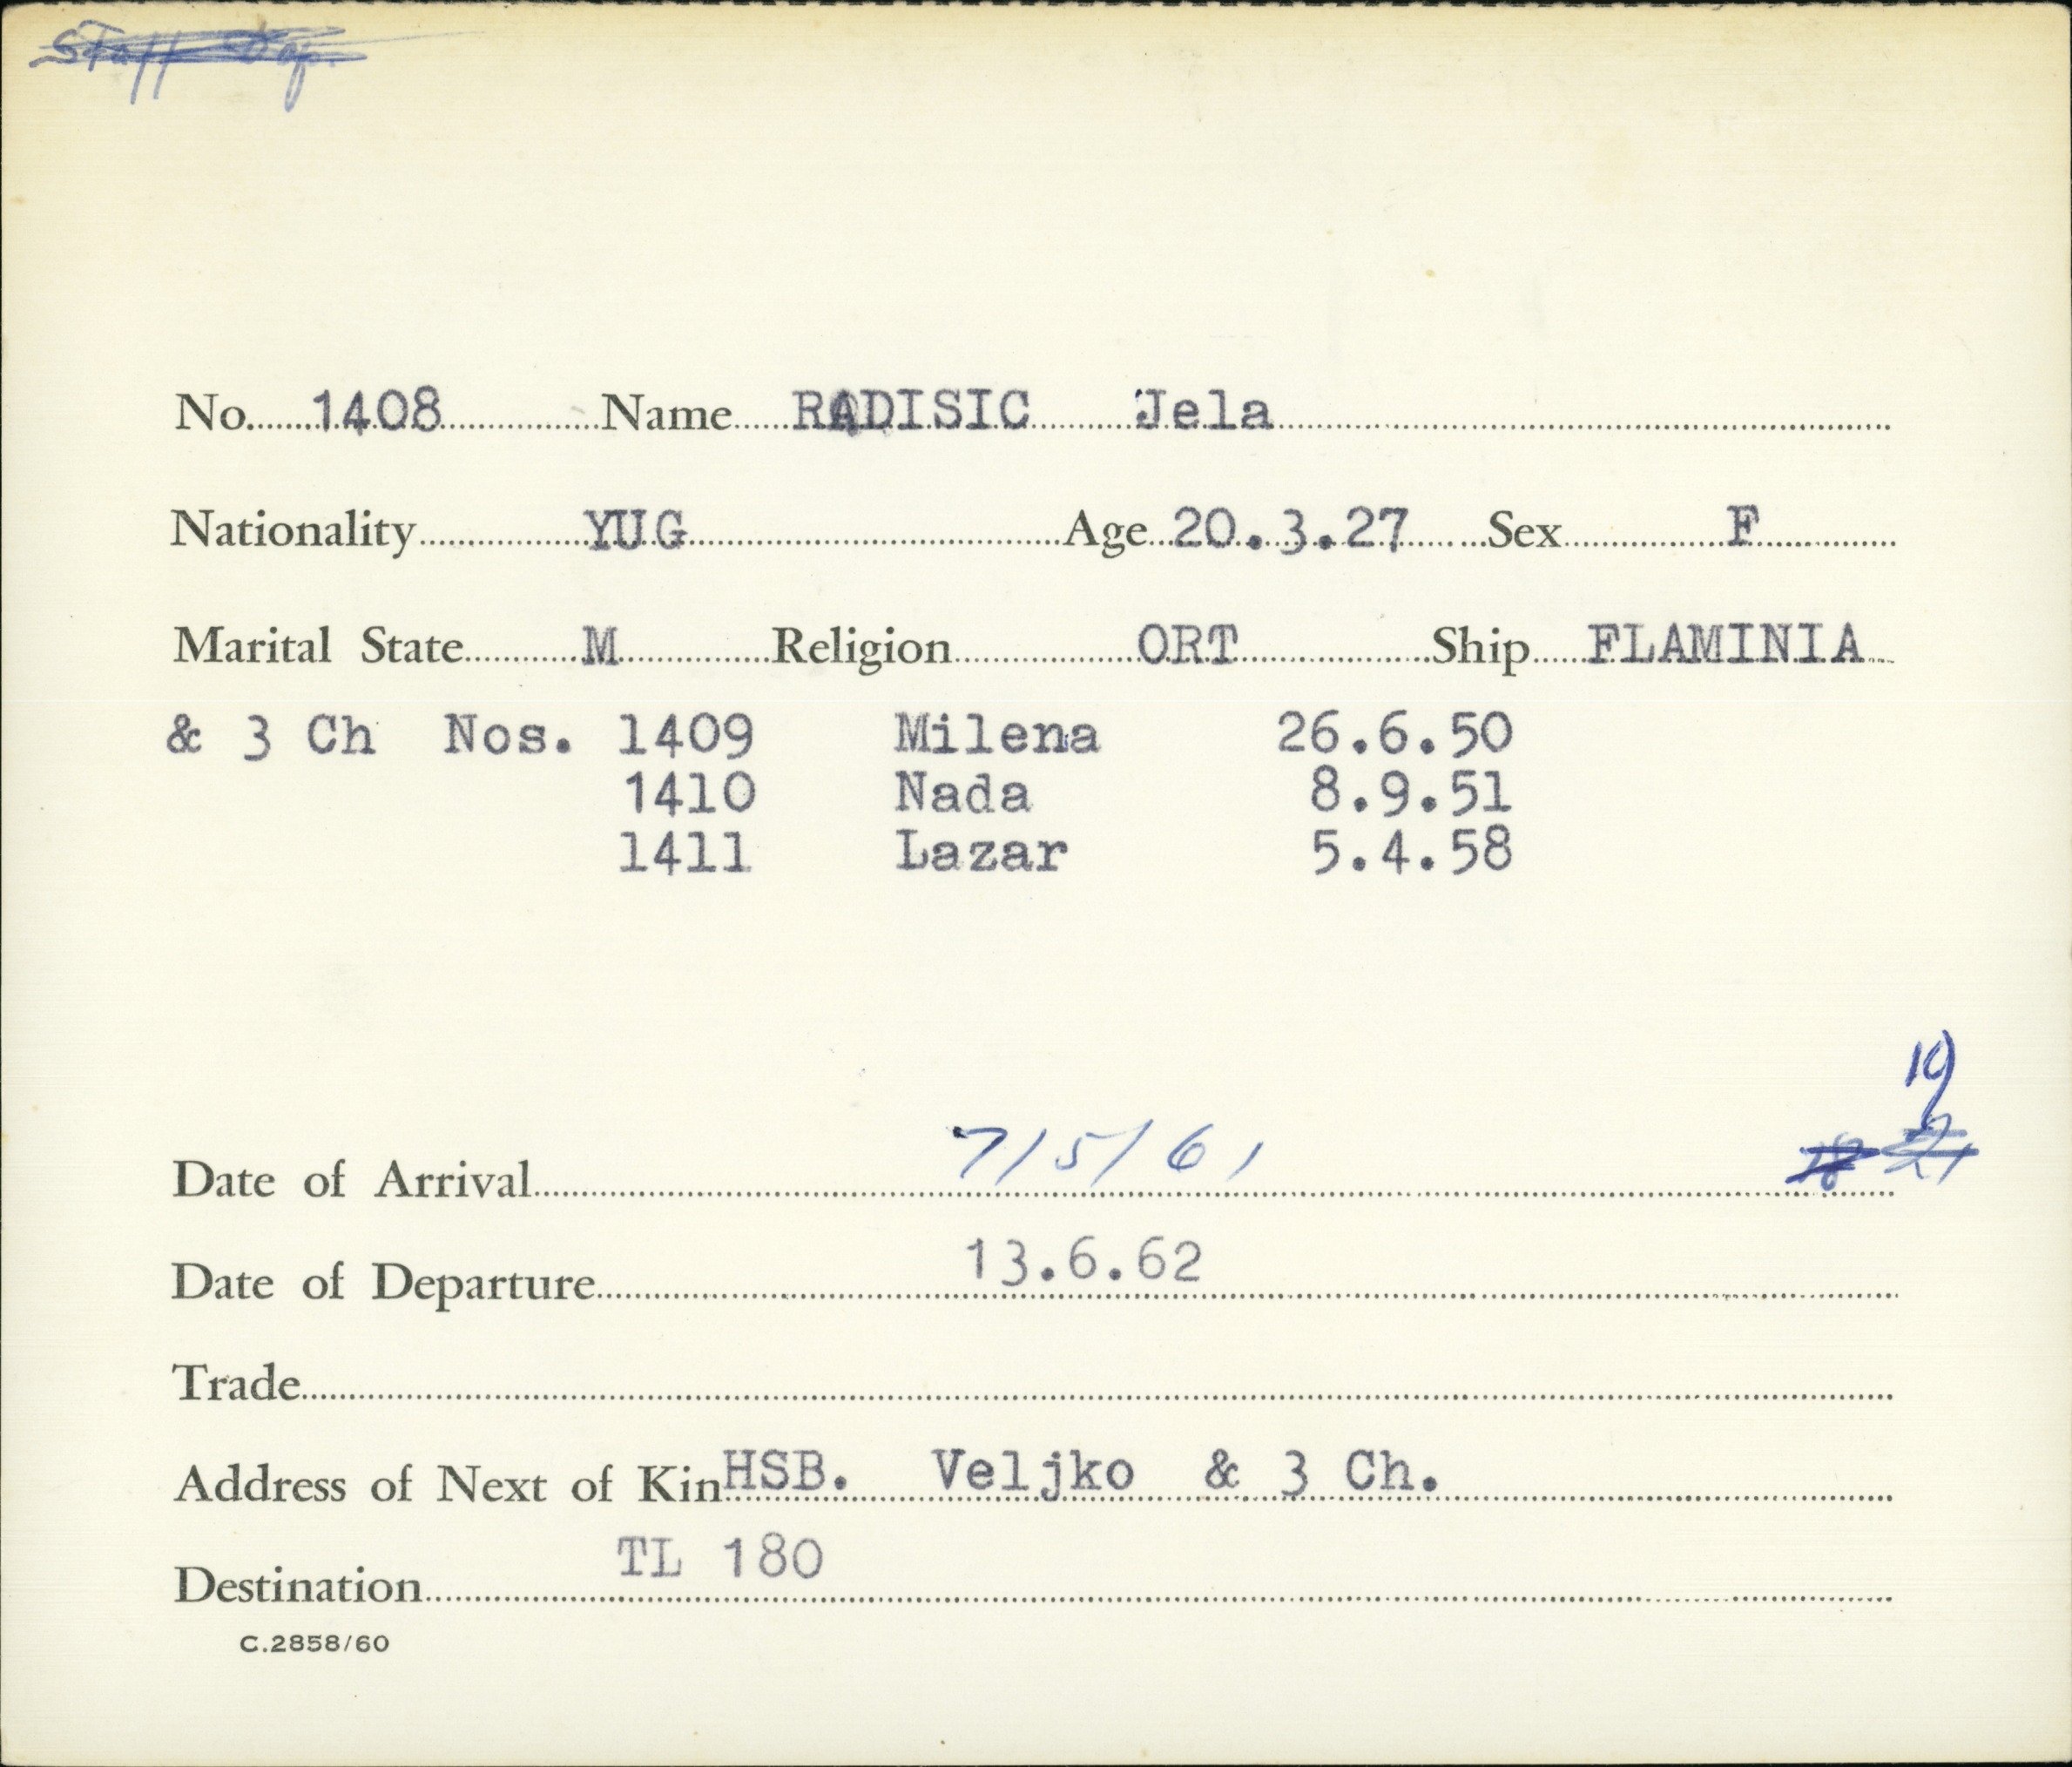 Staff Dep.
No. 1408 Name RADISIC Jela
Nationality YUG Age 20.3.27 Sex F
Marital State M Religion ORT Ship FLAMINIA
& 3 Ch Nos. 1409 Milena 26.6.50
1410 Nada 8.9.51
1411 Lazar 5.4.58
19
18 21
Date of Arrival 7/5/61
Date of Departure 13.6.62
Trade
Address of Next of Kin HSB. Veljko & 3 Ch.
Destination TL 180
C.2858/60